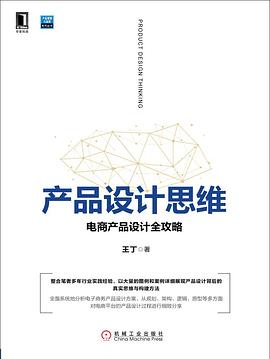 华章科技
PRODUCT DESIGN
THINKING
产品设计思维
电商产品设计全攻略
王丁 ◎ 著
整合笔者多年行业实践经验，以大量的图例和案例详细展现产品设计背后的
真实思维与构建方法
全面系统地分析电子商务产品设计方案，从规划、架构、逻辑、原型等多方面
对电商平台的产品设计过程进行细致分享
机械工业出版社
China Machine Press